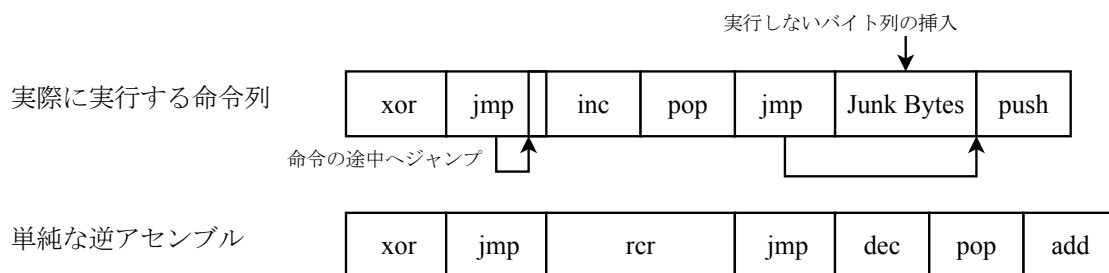 実行しないバイト列の挿入
実際に実行する命令列
xor jmp inc pop jmp Junk Bytes push
命令の途中へジャンプ
単純な逆アセンブル
xor jmp rcr jmp dec pop add